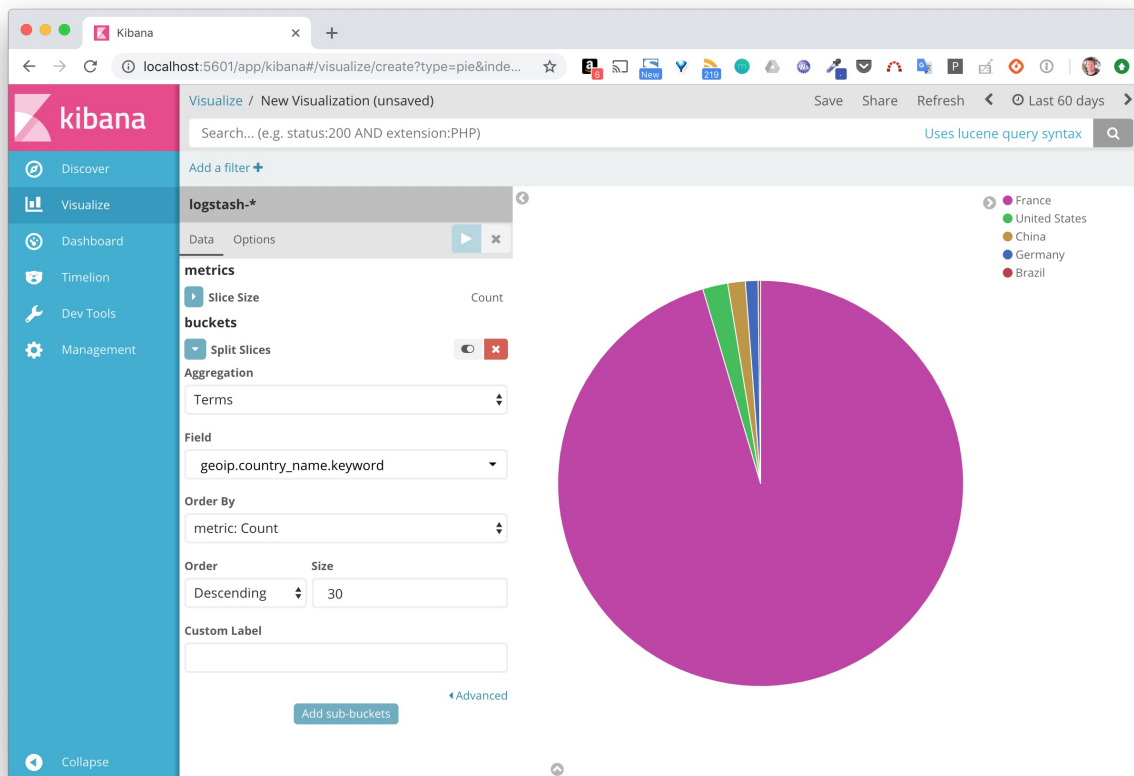 Kibana
localhost:5601/app/kibana#/visualize/create?type=pie&inde...
6
New
219
kibana
Visualize / New Visualization (unsaved)
Save Share Refresh Last 60 days
Search... (e.g. status:200 AND extension:PHP)
Uses lucene query syntax
Add a filter
Discover
Visualize
Dashboard
Timelion
Dev Tools
Management
Collapse
logstash-*
Data Options
metrics
Slice Size Count
buckets
Split Slices
Aggregation
Terms
Field
geoip.country_name.keyword
Order By
metric: Count
Order Size
Descending 30
Custom Label
Advanced
Add sub-buckets
France
United States
China
Germany
Brazil